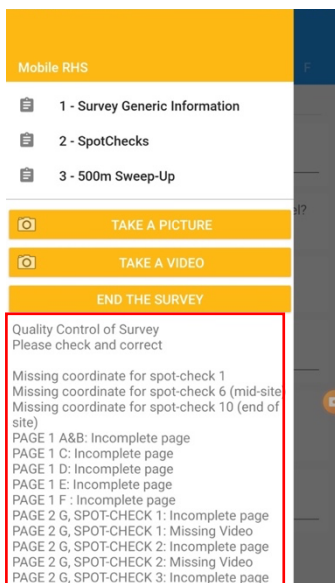 Mobile RHS
F
1 - Survey Generic Information
2 - SpotChecks
3 - 500m Sweep-Up
el?
TAKE A PICTURE
TAKE A VIDEO
END THE SURVEY
Quality Control of Survey
Please check and correct
Missing coordinate for spot-check 1
Missing coordinate for spot-check 6 (mid-site)
Missing coordinate for spot-check 10 (end of
site)
PAGE 1 A&B: Incomplete page
PAGE 1 C: Incomplete page
PAGE 1 D: Incomplete page
PAGE 1 E: Incomplete page
PAGE 1 F : Incomplete page
PAGE 2 G, SPOT-CHECK 1: Incomplete page
PAGE 2 G, SPOT-CHECK 1: Missing Video
PAGE 2 G, SPOT-CHECK 2: Incomplete page
PAGE 2 G, SPOT-CHECK 2: Missing Video
PAGE 2 G, SPOT-CHECK 3: Incomplete page